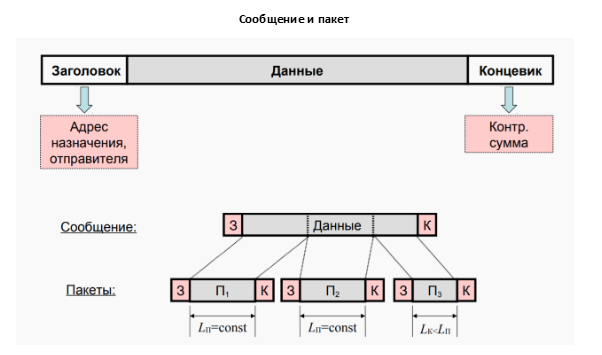 Сообщение и пакет
Заголовок Данные Концевик
Адрес назначения, отправителя
Контр. сумма
Сообщение: З Данные К
Пакеты: З П₁ К З П₂ К З П₃ К
Lп=const Lп=const Lк<Lп